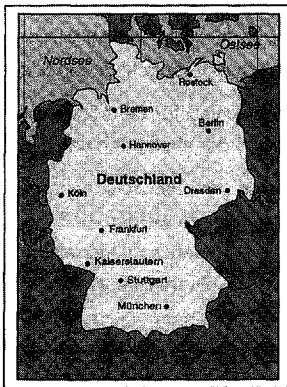 Ostsee
Nordsee
Rostock
Bremen
Berlin
Hannover
Deutschland
Köln
Dresden
Frankfurt
Kaiserslautern
Stuttgart
München